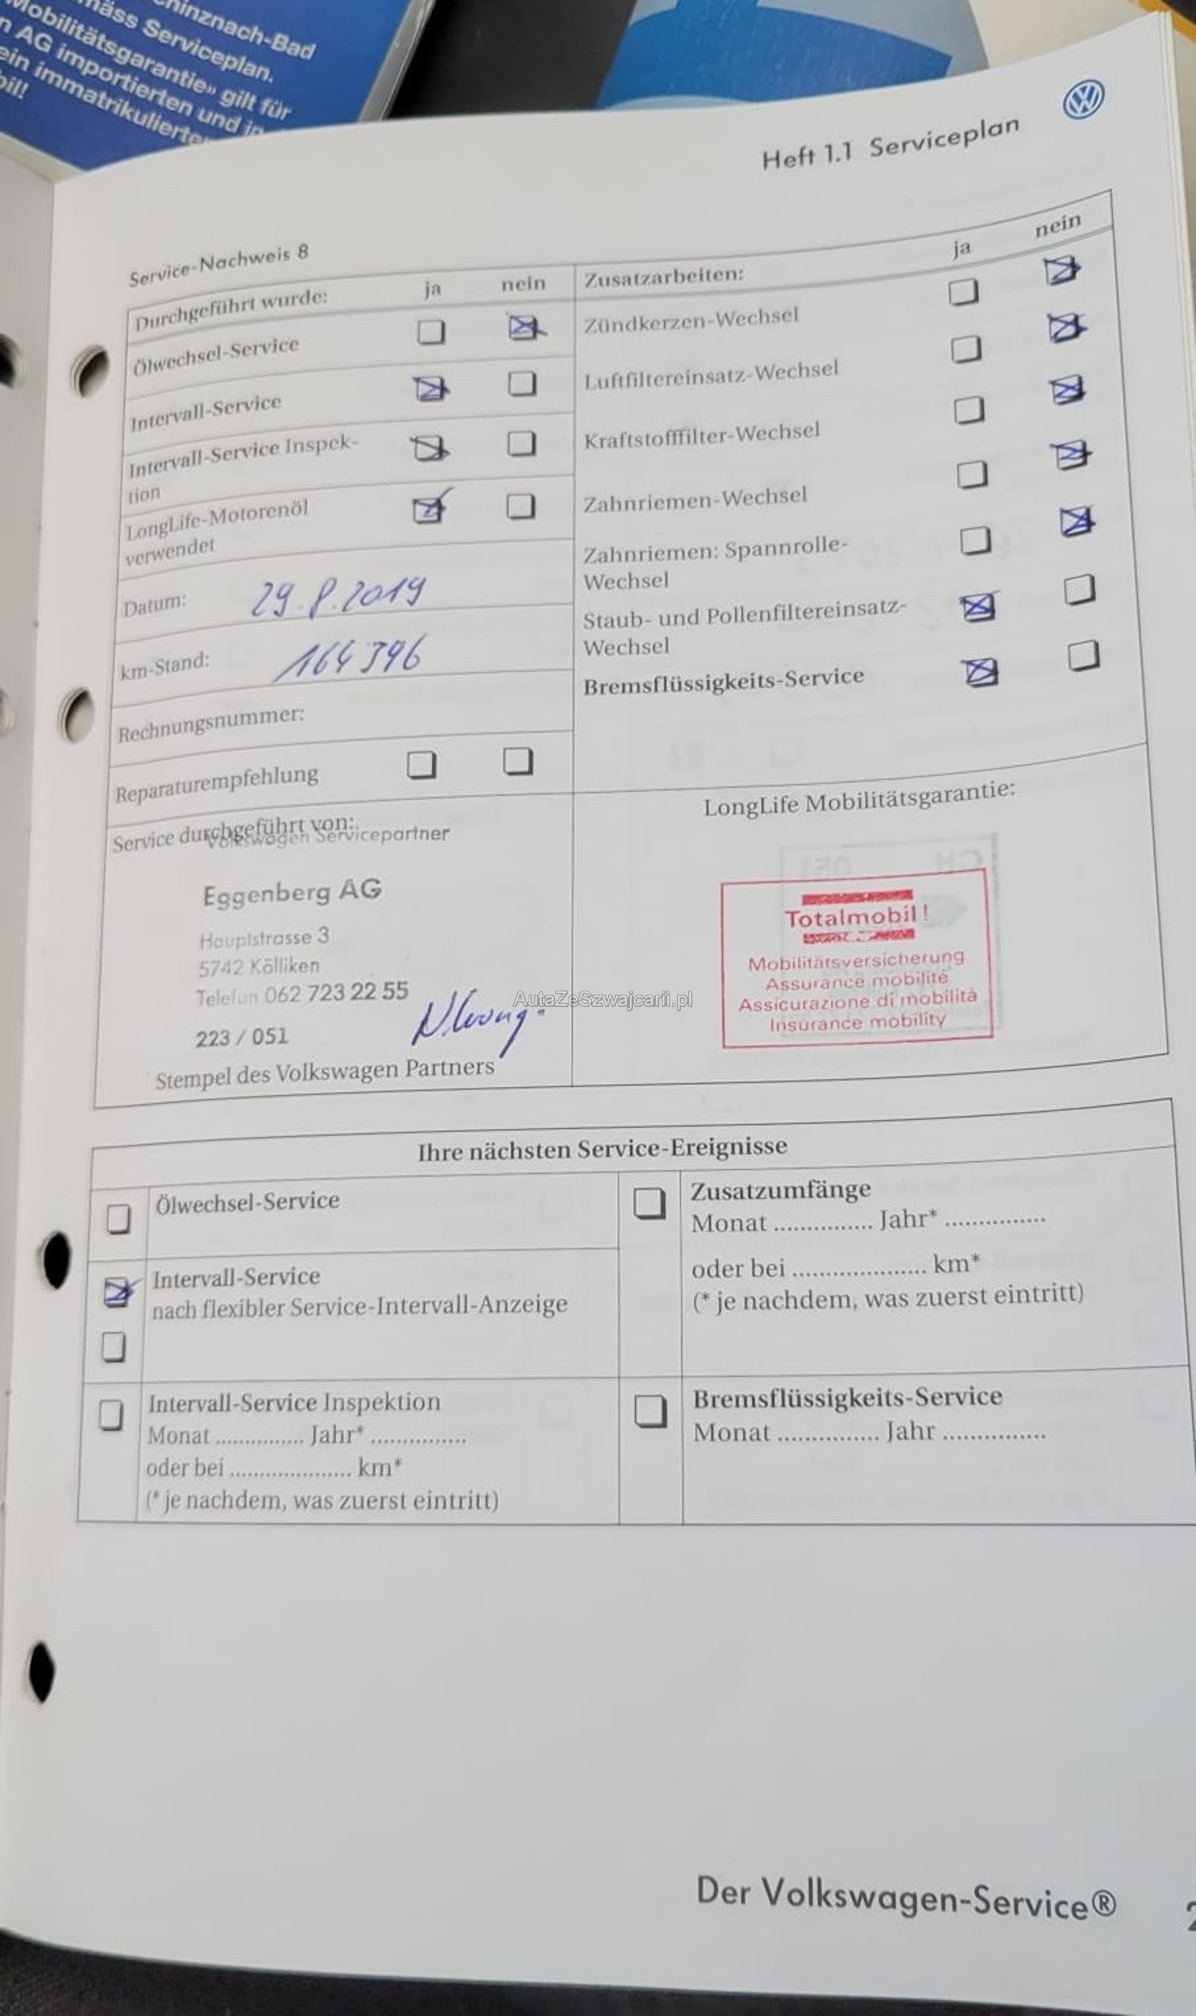 hinznach-Bad
mäss Serviceplan.
Mobilitätsgarantie» gilt für
n AG importierten und in
ein immatrikulierten
bil!
Heft 1.1 Serviceplan
Service-Nachweis 8
Durchgeführt wurde: ja nein
Ölwechsel-Service
Intervall-Service
Intervall-Service Inspek-
tion
LongLife-Motorenöl
verwendet
Datum: 29.8.2019
km-Stand: 164396
Rechnungsnummer:
Reparaturempfehlung
Zusatzarbeiten: ja nein
Zündkerzen-Wechsel
Luftfiltereinsatz-Wechsel
Kraftstofffilter-Wechsel
Zahnriemen-Wechsel
Zahnriemen: Spannrolle-
Wechsel
Staub- und Pollenfiltereinsatz-
Wechsel
Bremsflüssigkeits-Service
Service durchgeführt von:
Volkswagen Servicepartner
Eggenberg AG
Hauptstrasse 3
5742 Kölliken
Telefon 062 723 22 55
223 / 051
Stempel des Volkswagen Partners
LongLife Mobilitätsgarantie:
CH 051
Totalmobil!
Mobilitätsversicherung
Assurance mobilité
Assicurazione di mobilità
Insurance mobility
AutaZeSzwajcarii.pl
Ihre nächsten Service-Ereignisse
Ölwechsel-Service
Intervall-Service
nach flexibler Service-Intervall-Anzeige
Intervall-Service Inspektion
Monat ............... Jahr* ...............
oder bei .................... km*
(* je nachdem, was zuerst eintritt)
Zusatzumfänge
Monat ............... Jahr* ...............
oder bei .................... km*
(* je nachdem, was zuerst eintritt)
Bremsflüssigkeits-Service
Monat ............... Jahr ...............
Der Volkswagen-Service®